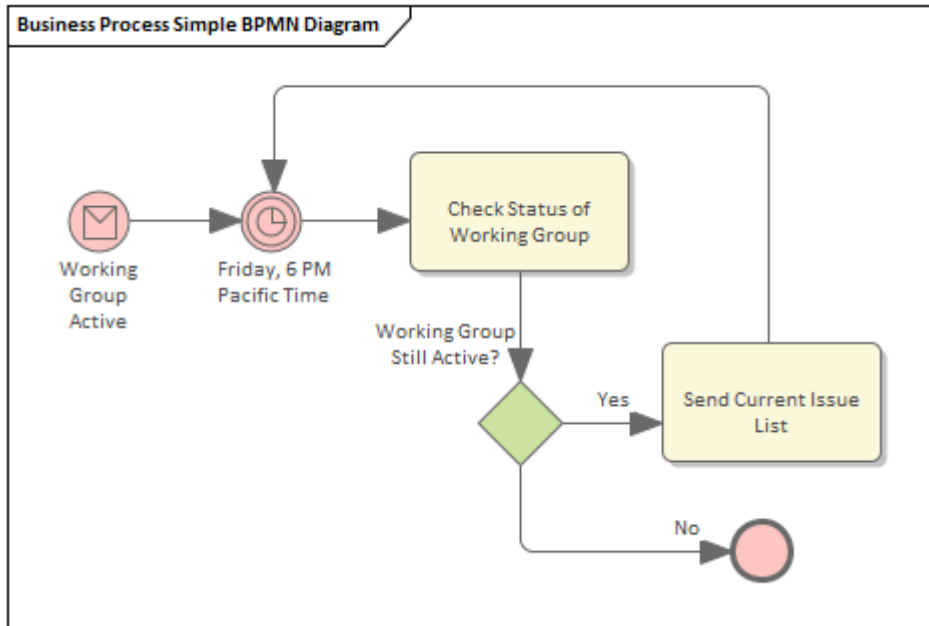 Business Process Simple BPMN Diagram
Working
Group
Active
Friday, 6 PM
Pacific Time
Check Status of
Working Group
Working Group
Still Active?
Yes
Send Current Issue
List
No